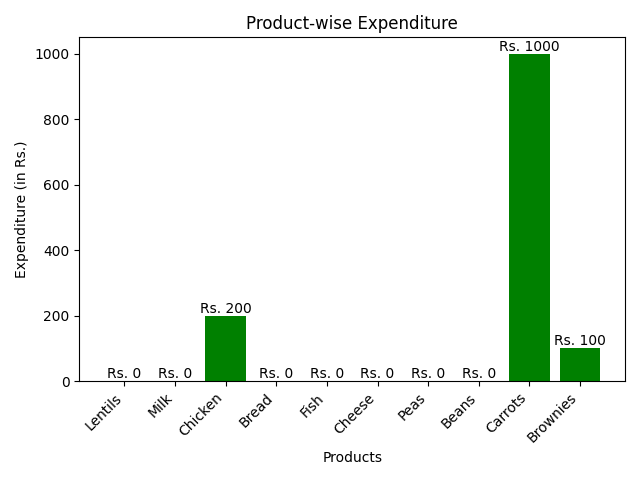 Product-wise Expenditure
Expenditure (in Rs.)
1000
800
600
400
200
0
Rs. 0
Rs. 0
Rs. 200
Rs. 0
Rs. 0
Rs. 0
Rs. 0
Rs. 0
Rs. 1000
Rs. 100
Lentils
Milk
Chicken
Bread
Fish
Cheese
Peas
Beans
Carrots
Brownies
Products